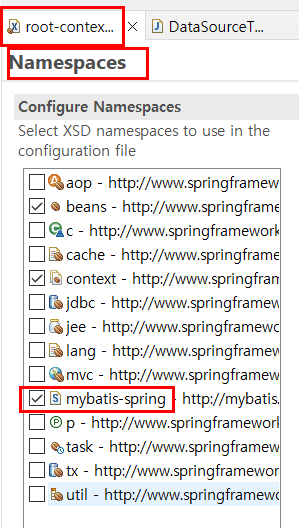 root-contex...
DataSourceT...
Namespaces
Configure Namespaces
Select XSD namespaces to use in the
configuration file
aop - http://www.springframew
beans - http://www.springfram
c - http://www.springframework
cache - http://www.springfram
context - http://www.springfram
jdbc - http://www.springframew
jee - http://www.springframew
lang - http://www.springframew
mvc - http://www.springframew
mybatis-spring - http://mybatis.
p - http://www.springframework
task - http://www.springframew
tx - http://www.springframewor
util - http://www.springframew